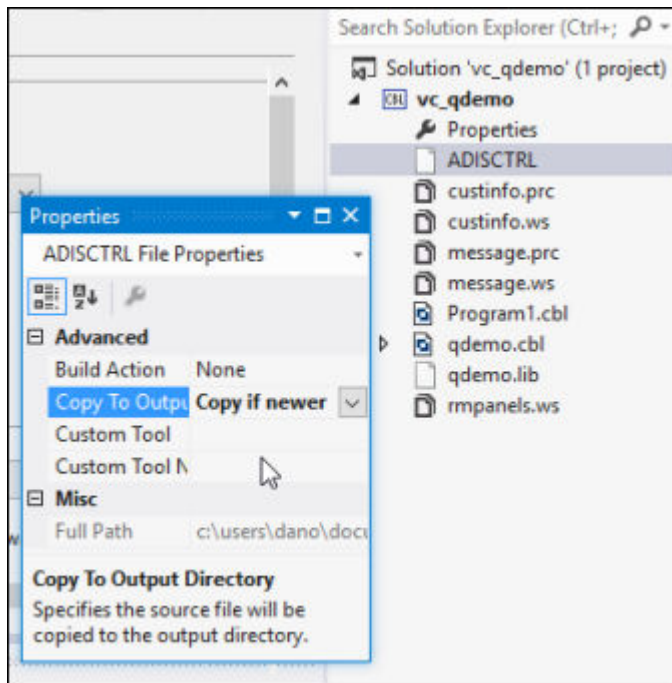 Search Solution Explorer (Ctrl+;
Solution 'vc_qdemo' (1 project)
CBL vc_qdemo
Properties
ADISCTRL
custinfo.prc
custinfo.ws
message.prc
message.ws
Program1.cbl
qdemo.cbl
qdemo.lib
rmpanels.ws
Properties
ADISCTRL File Properties
Advanced
Build Action None
Copy To Outpu Copy if newer
Custom Tool
Custom Tool N
Misc
Full Path c:\users\dano\docu
Copy To Output Directory
Specifies the source file will be
copied to the output directory.